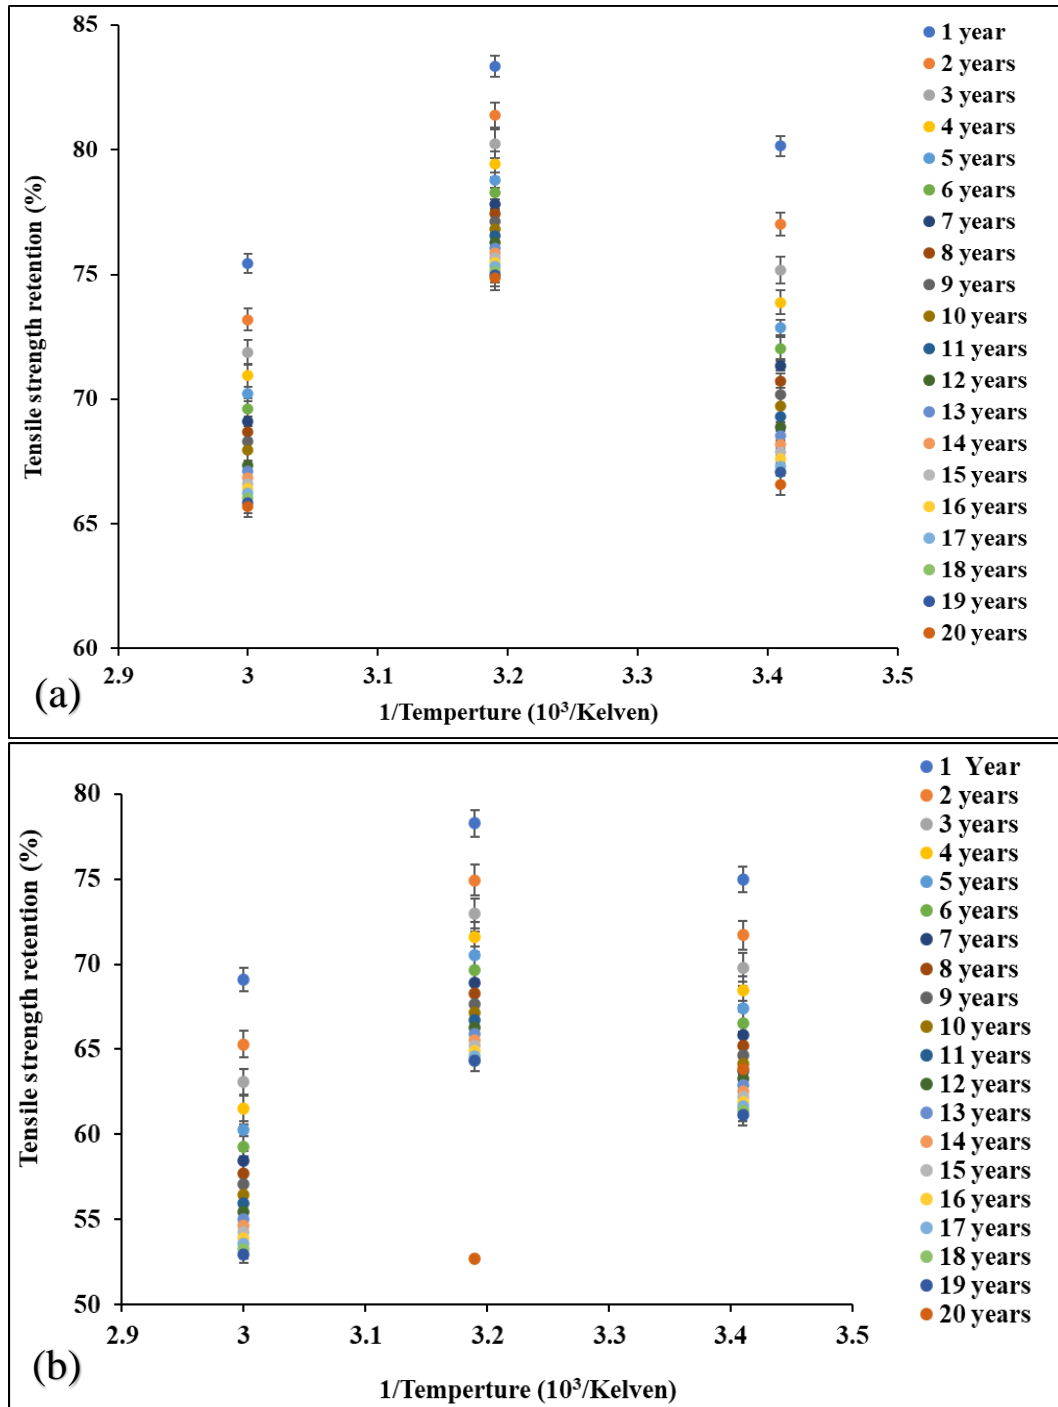 85
80
75
70
65
60
2.9
3
3.1
3.2
3.3
3.4
3.5
Tensile strength retention (%)
1/Temperture (10³/Kelven)
(a)
1 year
2 years
3 years
4 years
5 years
6 years
7 years
8 years
9 years
10 years
11 years
12 years
13 years
14 years
15 years
16 years
17 years
18 years
19 years
20 years
80
75
70
65
60
55
50
2.9
3
3.1
3.2
3.3
3.4
3.5
Tensile strength retention (%)
1/Temperture (10³/Kelven)
(b)
1 Year
2 years
3 years
4 years
5 years
6 years
7 years
8 years
9 years
10 years
11 years
12 years
13 years
14 years
15 years
16 years
17 years
18 years
19 years
20 years